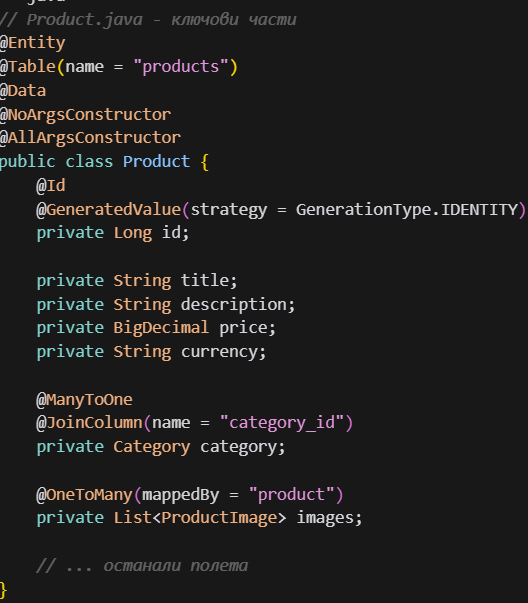 // Product.java - ключови части
@Entity
@Table(name = "products")
@Data
@NoArgsConstructor
@AllArgsConstructor
public class Product {
    @Id
    @GeneratedValue(strategy = GenerationType.IDENTITY)
    private Long id;

    private String title;
    private String description;
    private BigDecimal price;
    private String currency;

    @ManyToOne
    @JoinColumn(name = "category_id")
    private Category category;

    @OneToMany(mappedBy = "product")
    private List<ProductImage> images;

    // ... останали полета
}